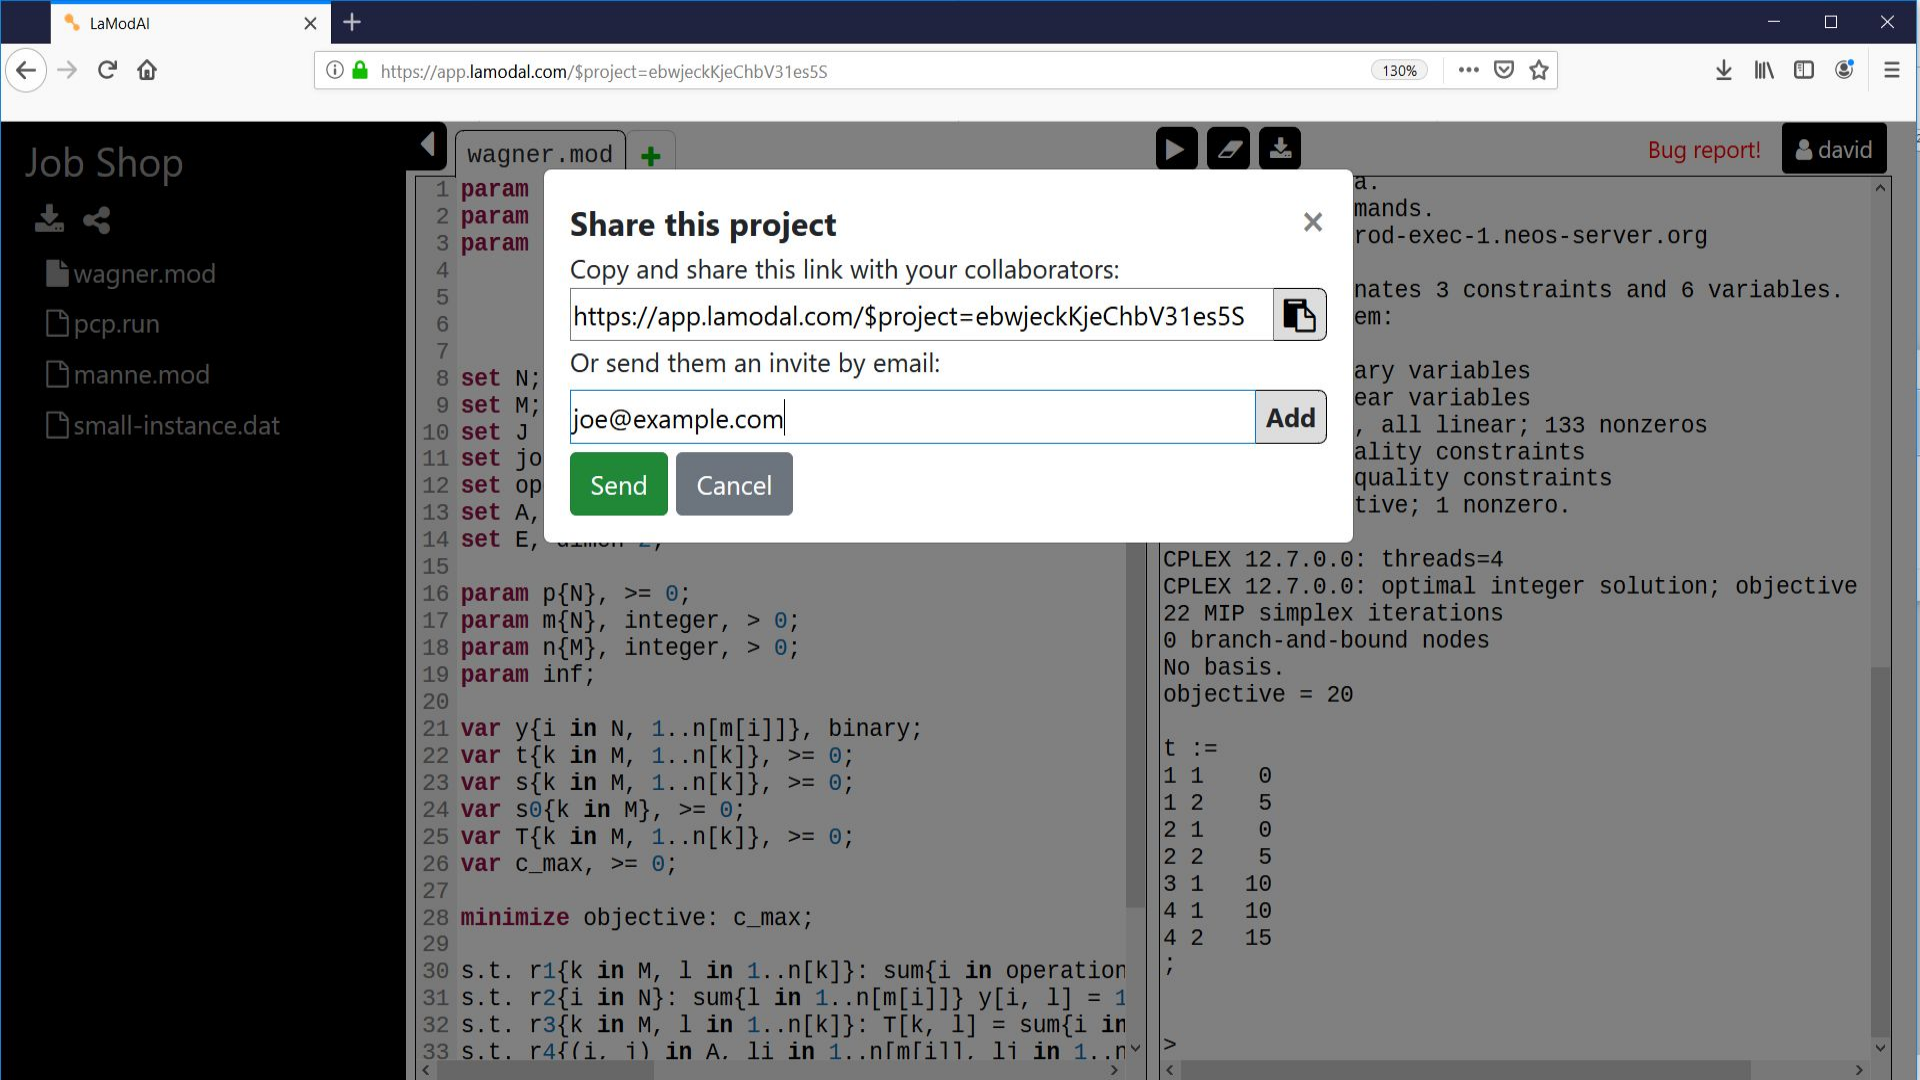 LaModAl
https://app.lamodal.com/$project=ebwjeckKjeChbV31es5S
130%
Job Shop
wagner.mod
pcp.run
manne.mod
small-instance.dat
wagner.mod
Bug report!
david
1 param
2 param
3 param
4
5
6
7
8 set N;
9 set M;
10 set J
11 set jo
12 set op
13 set A,
14 set E, dimen 2;
15
16 param p{N}, >= 0;
17 param m{N}, integer, > 0;
18 param n{M}, integer, > 0;
19 param inf;
20
21 var y{i in N, 1..n[m[i]]}, binary;
22 var t{k in M, 1..n[k]}, >= 0;
23 var s{k in M, 1..n[k]}, >= 0;
24 var s0{k in M}, >= 0;
25 var T{k in M, 1..n[k]}, >= 0;
26 var c_max, >= 0;
27
28 minimize objective: c_max;
29
30 s.t. r1{k in M, l in 1..n[k]}: sum{i in operation
31 s.t. r2{i in N}: sum{l in 1..n[m[i]]} y[i, l] = 1
32 s.t. r3{k in M, l in 1..n[k]}: T[k, l] = sum{i in
33 s.t. r4{(i, j) in A, li in 1..n[m[i]], lj in 1..n
Share this project
×
Copy and share this link with your collaborators:
https://app.lamodal.com/$project=ebwjeckKjeChbV31es5S
Or send them an invite by email:
joe@example.com
Add
Send
Cancel
a.
mands.
rod-exec-1.neos-server.org
nates 3 constraints and 6 variables.
em:
ary variables
ear variables
, all linear; 133 nonzeros
ality constraints
quality constraints
tive; 1 nonzero.
CPLEX 12.7.0.0: threads=4
CPLEX 12.7.0.0: optimal integer solution; objective
22 MIP simplex iterations
0 branch-and-bound nodes
No basis.
objective = 20
t :=
1 1 0
1 2 5
2 1 0
2 2 5
3 1 10
4 1 10
4 2 15
;
>